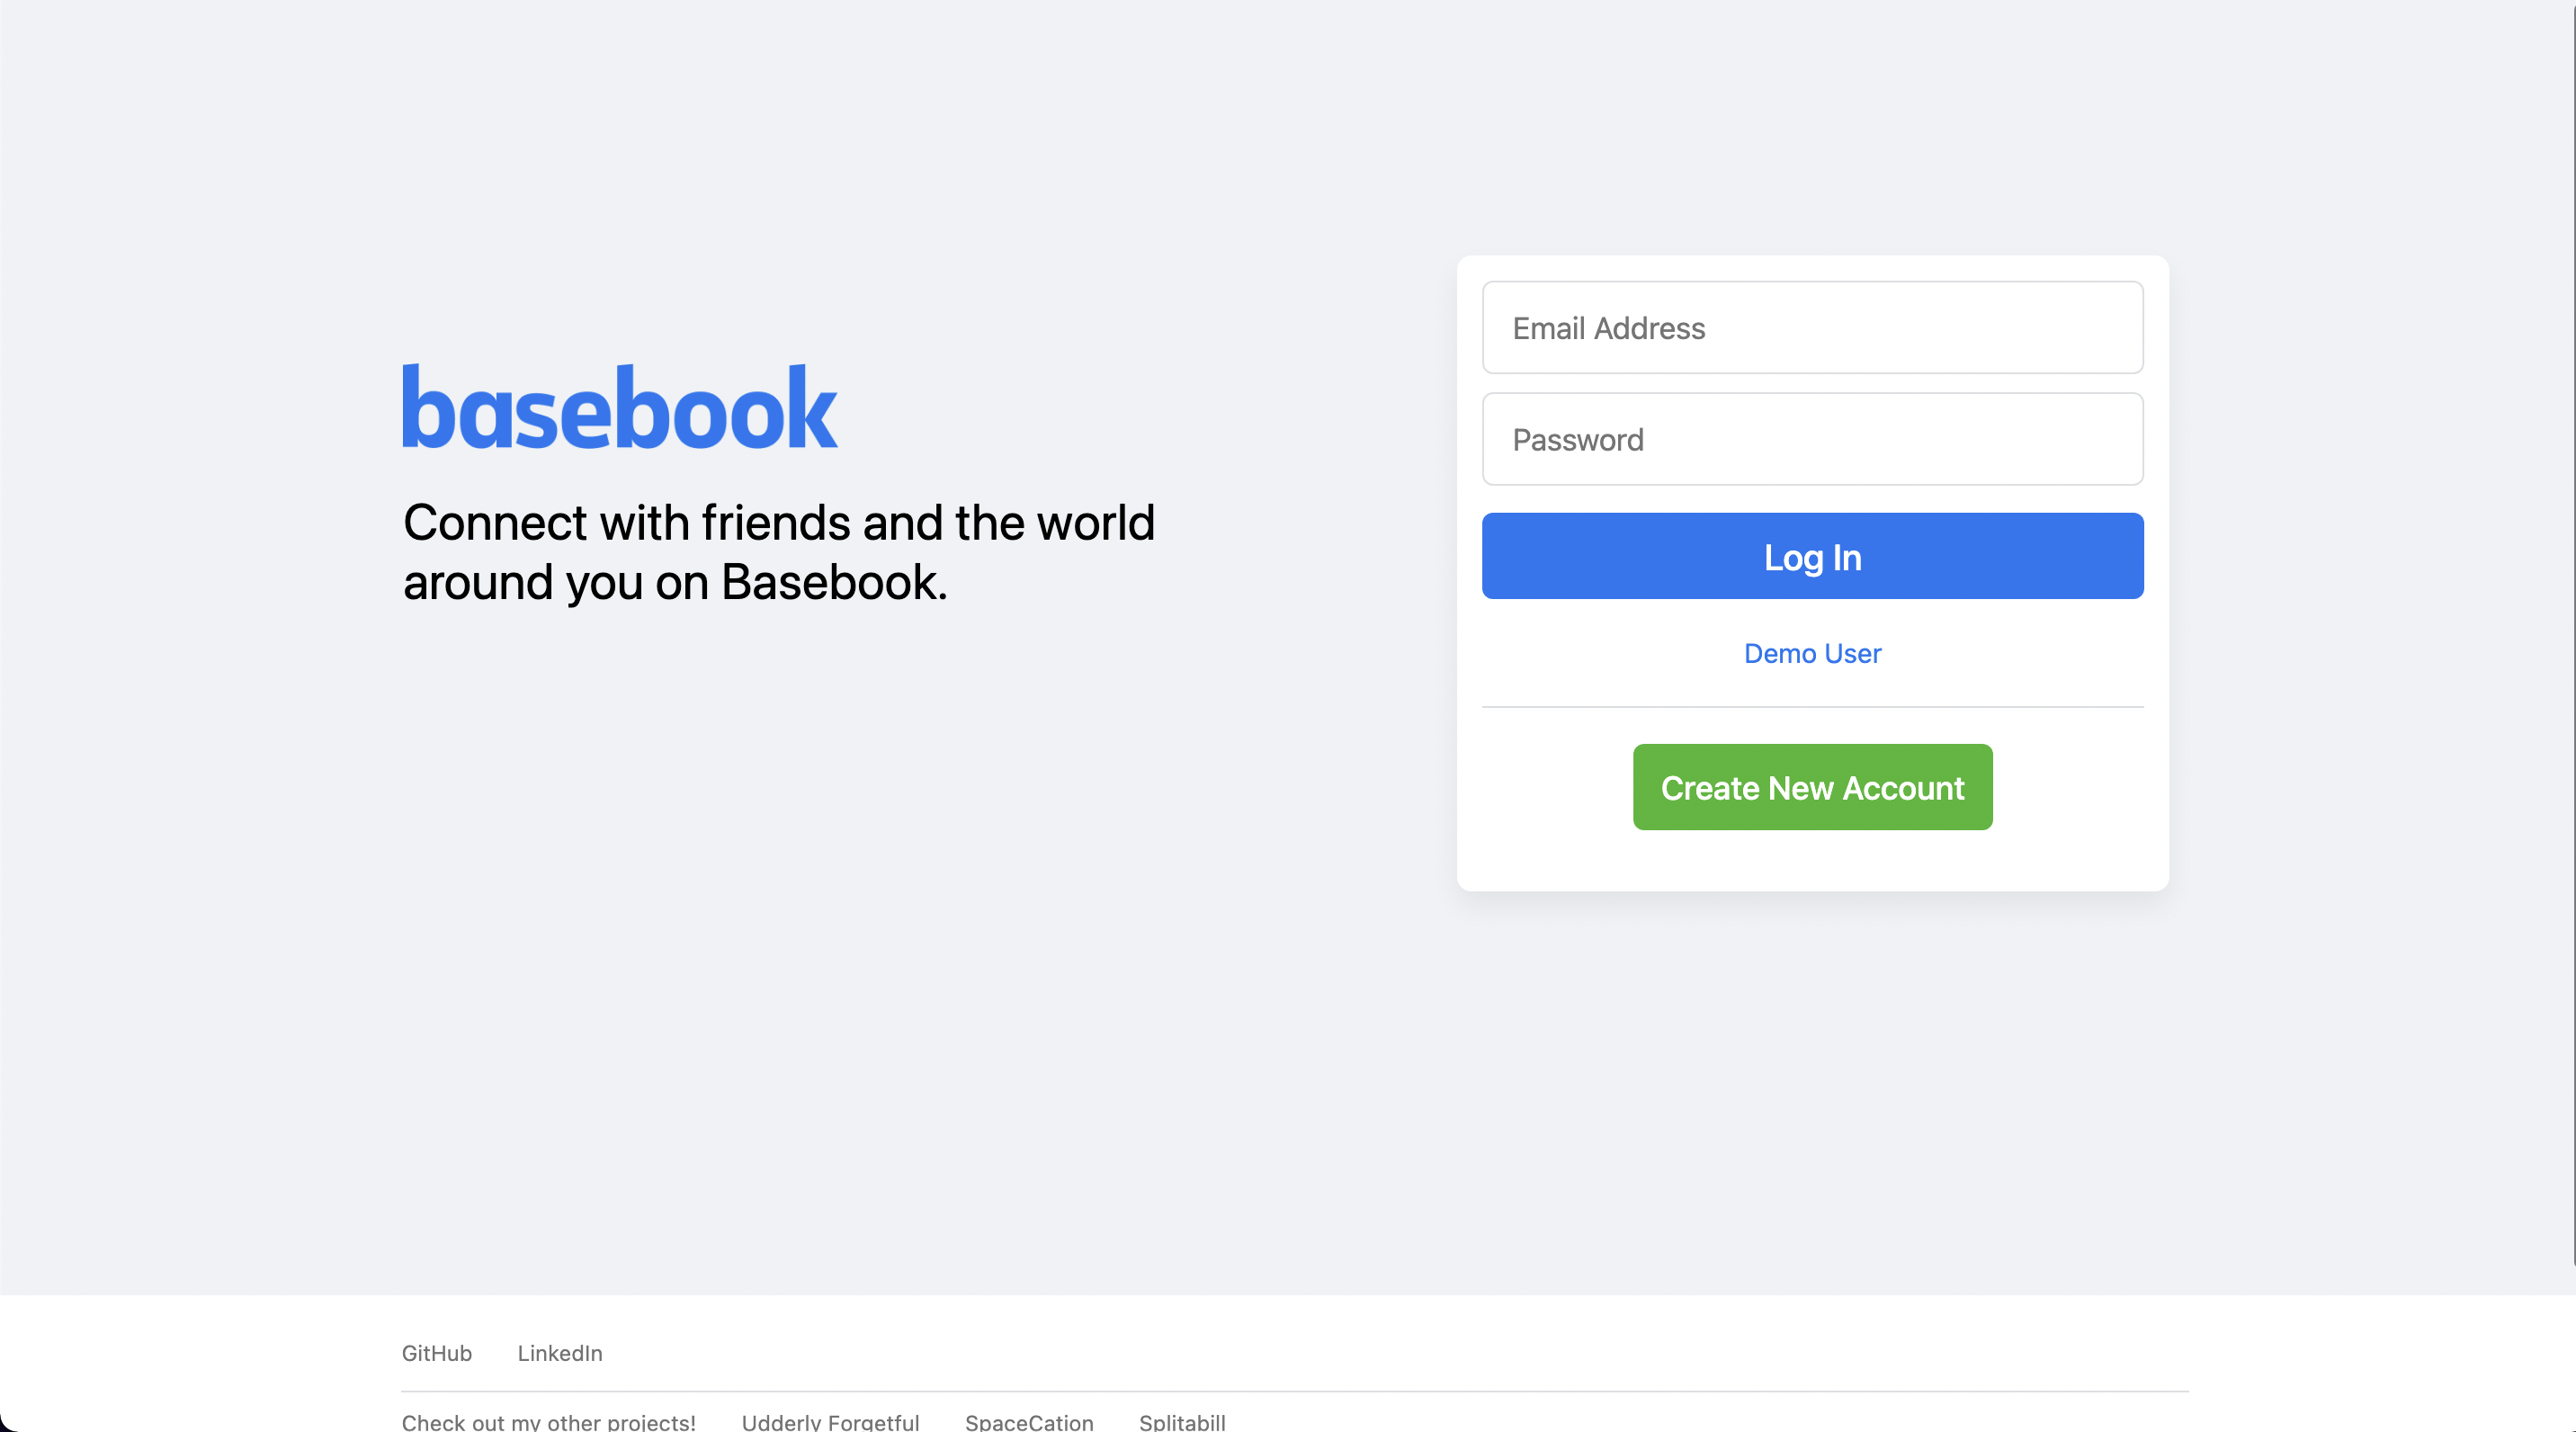 basebook
Connect with friends and the world
around you on Basebook.
Email Address
Password
Log In
Demo User
Create New Account
GitHub LinkedIn
Check out my other projects! Udderly Forgetful SpaceCation Splitabill